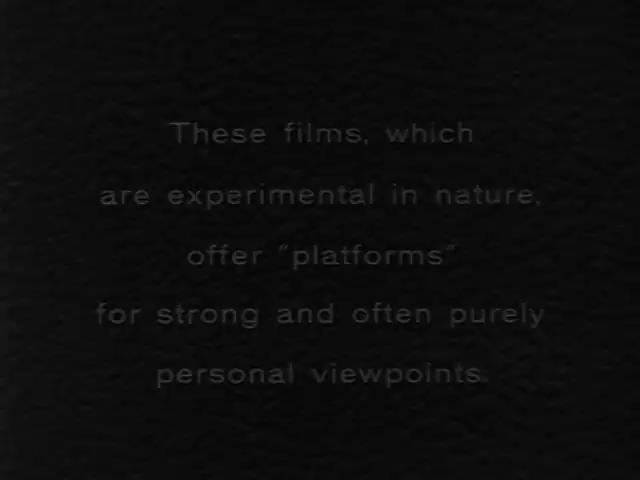 These films, which
are experimental in nature,
offer "platforms"
for strong and often purely
personal viewpoints.